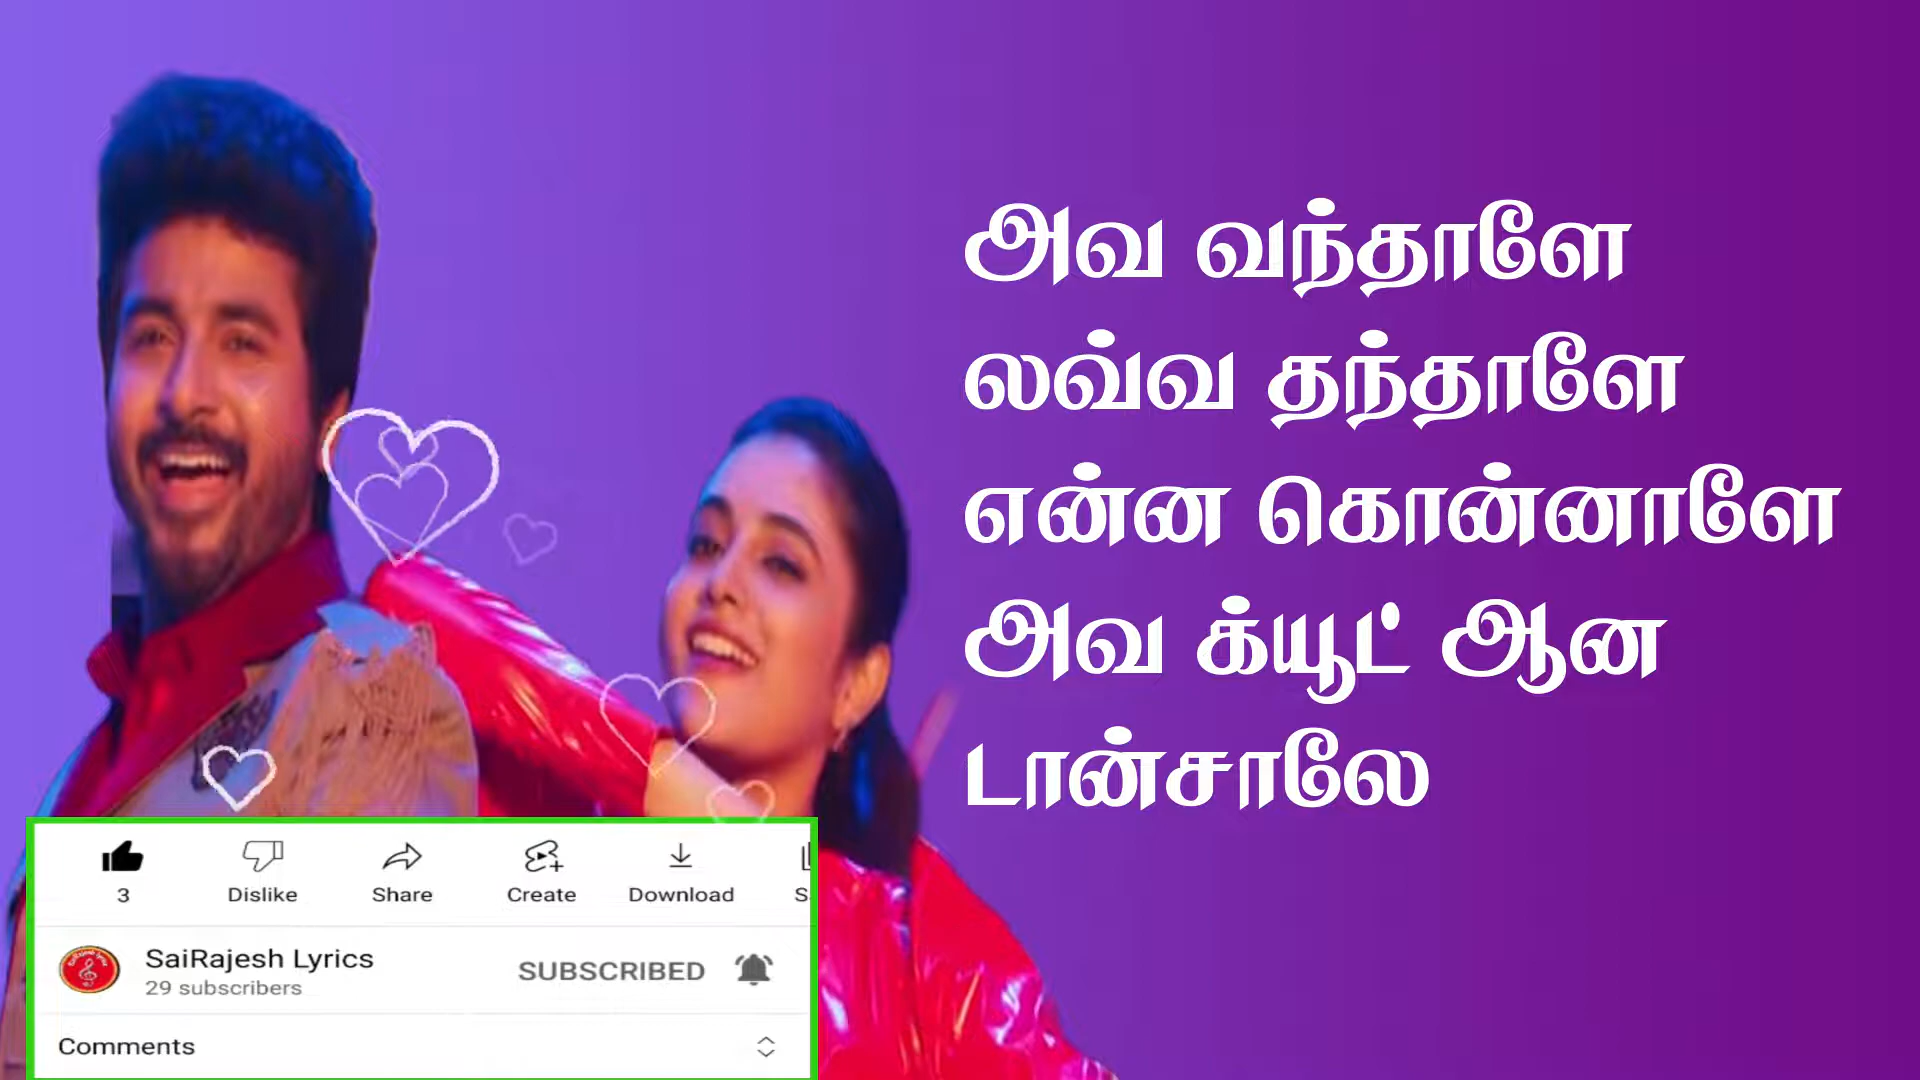 அவ வந்தாளே
லவ்வ தந்தாளே
என்ன கொன்னாளே
அவ க்யூட் ஆன
டான்சாலே
3 Dislike Share Create Download
SaiRajesh Lyrics
29 subscribers
SUBSCRIBED
Comments